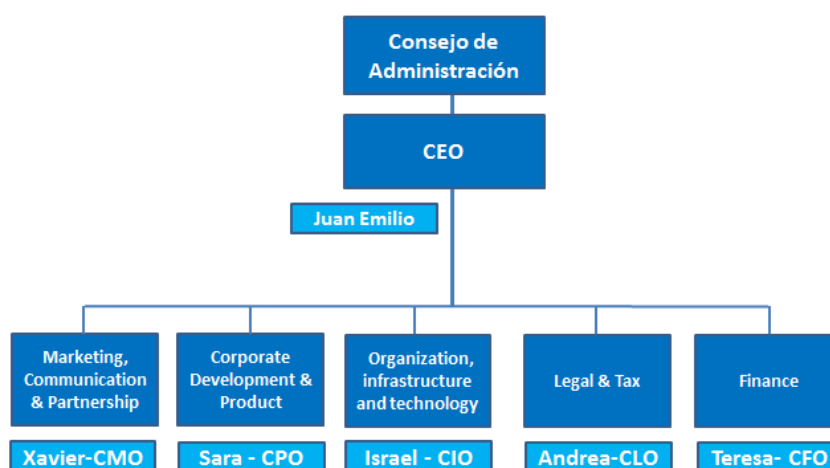 Consejo de
Administración
CEO
Juan Emilio
Marketing,
Communication
& Partnership
Corporate
Development &
Product
Organization,
infrastructure
and technology
Legal & Tax
Finance
Xavier-CMO
Sara - CPO
Israel - CIO
Andrea-CLO
Teresa- CFO